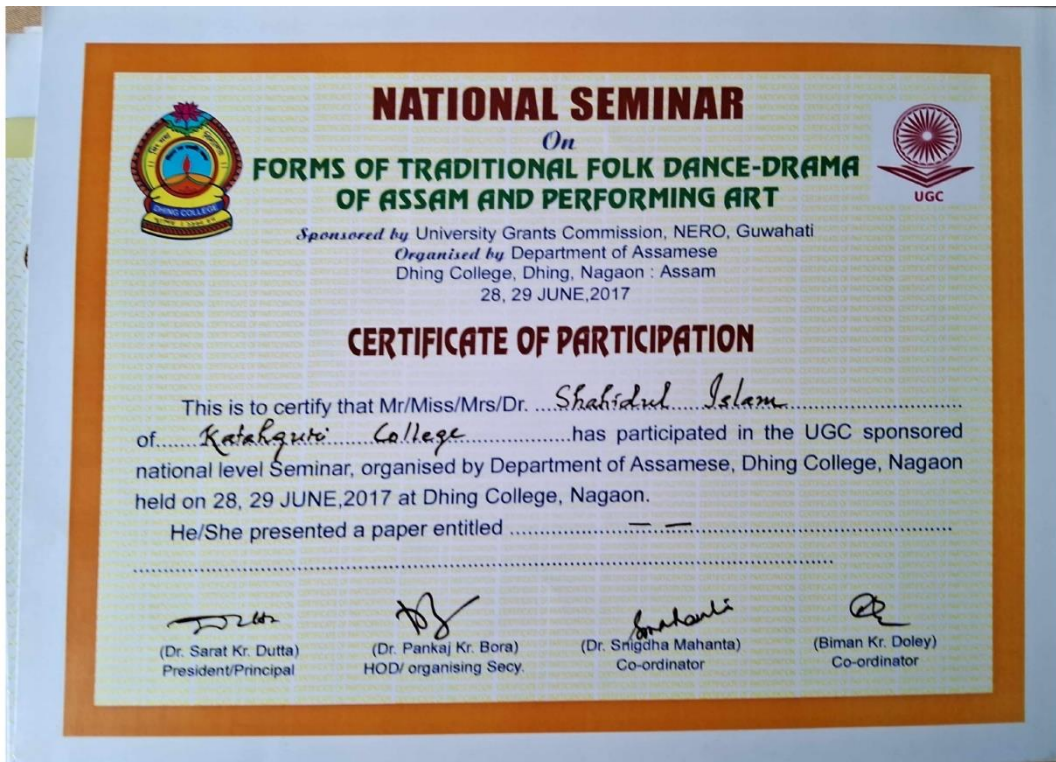 NATIONAL SEMINAR
On
FORMS OF TRADITIONAL FOLK DANCE-DRAMA
OF ASSAM AND PERFORMING ART
DHING COLLEGE
UGC
Sponsored by University Grants Commission, NERO, Guwahati
Organised by Department of Assamese
Dhing College, Dhing, Nagaon : Assam
28, 29 JUNE,2017
CERTIFICATE OF PARTICIPATION
This is to certify that Mr/Miss/Mrs/Dr. ....Shahidul Islam....
of.......Katahguri College.......has participated in the UGC sponsored
national level Seminar, organised by Department of Assamese, Dhing College, Nagaon
held on 28, 29 JUNE,2017 at Dhing College, Nagaon.
He/She presented a paper entitled ....— —....
(Dr. Sarat Kr. Dutta) (Dr. Pankaj Kr. Bora) (Dr. Snigdha Mahanta) (Biman Kr. Doley)
President/Principal HOD/ organising Secy. Co-ordinator Co-ordinator